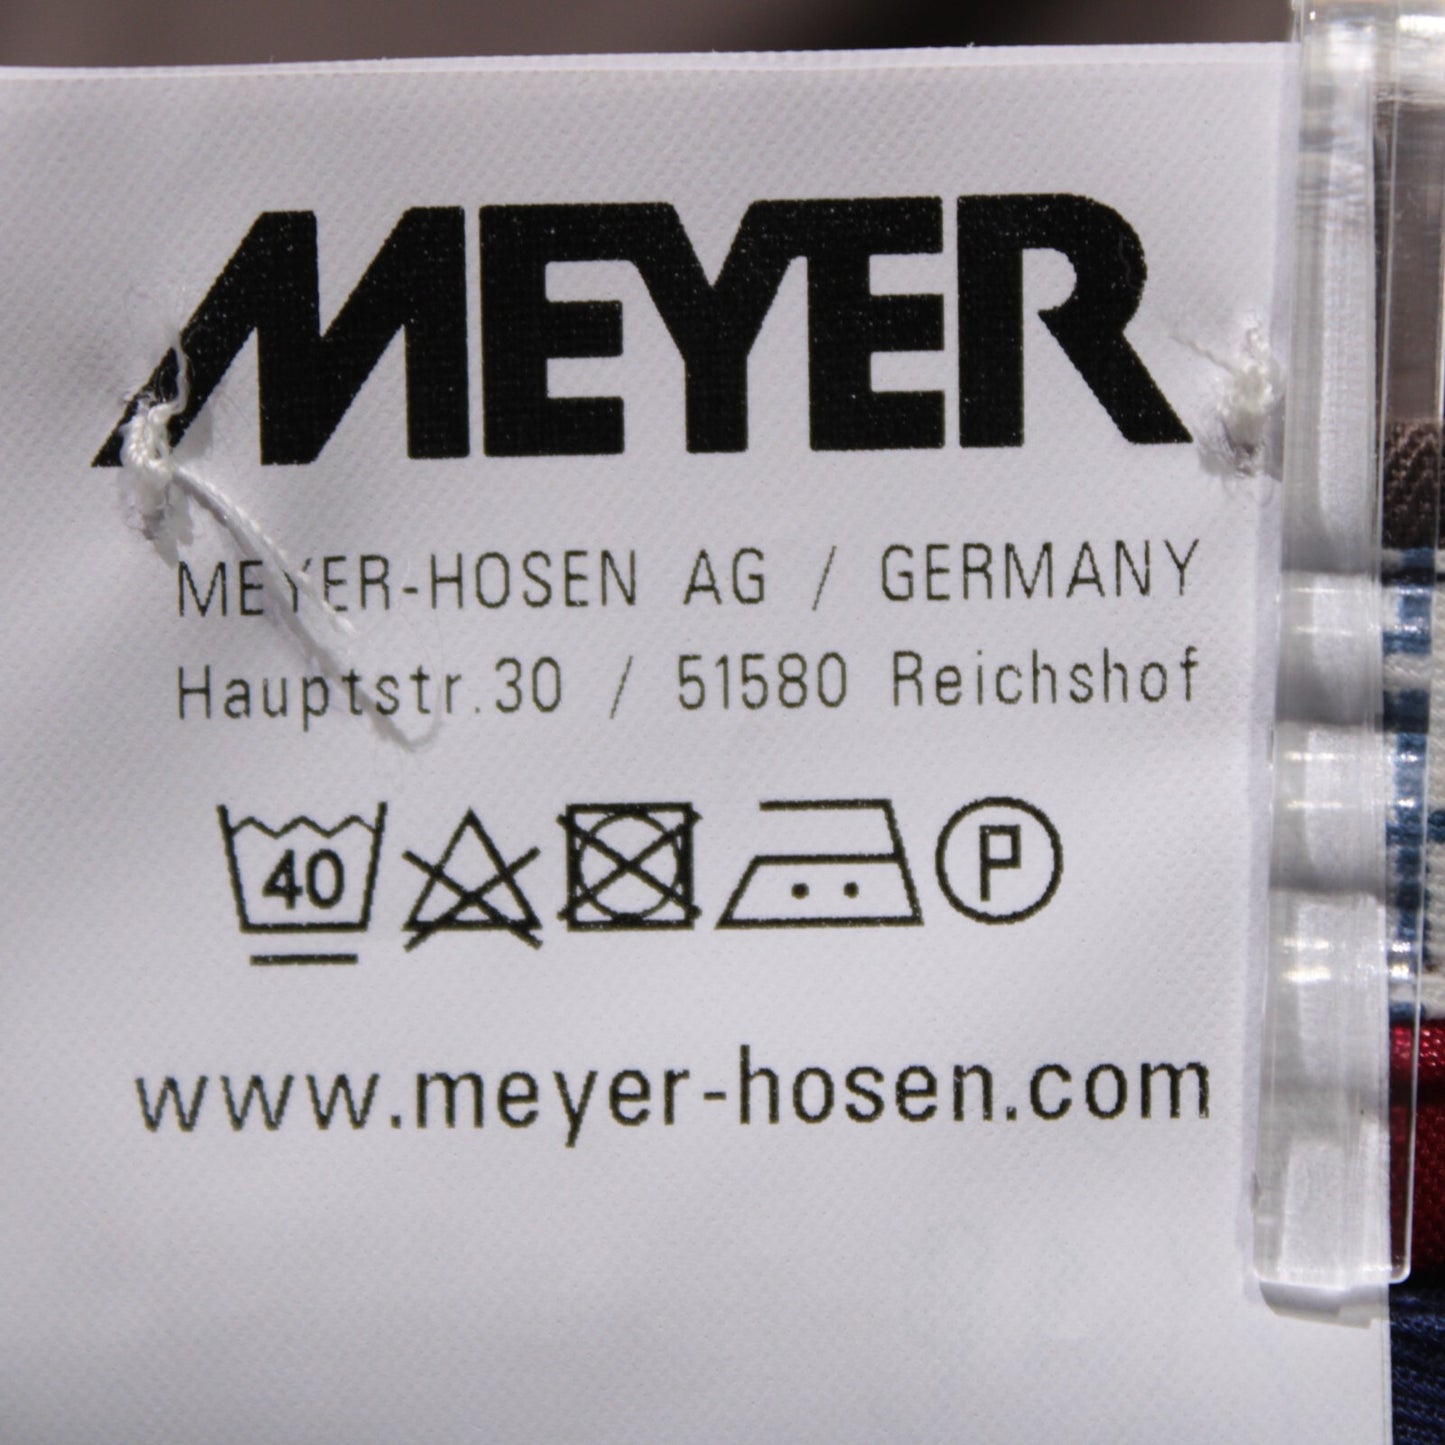 MEYER
MEYER-HOSEN AG / GERMANY
Hauptstr.30 / 51580 Reichshof
40 P
www.meyer-hosen.com